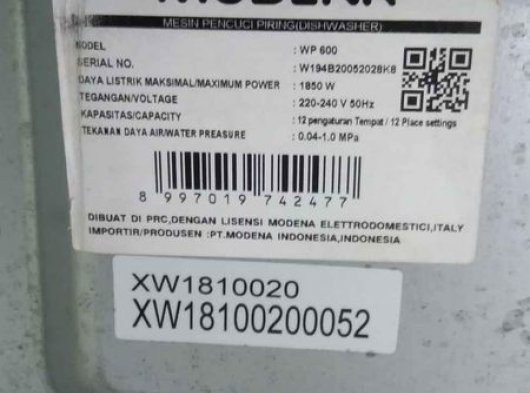 MODENA
MESIN PENCUCI PIRING(DISHWASHER)
MODEL : WP 600
SERIAL NO. : W194B20052028K8
DAYA LISTRIK MAKSIMAL/MAXIMUM POWER : 1850 W
TEGANGAN/VOLTAGE : 220-240 V 50Hz
KAPASITAS/CAPACITY : 12 pengaturan Tempat / 12 Place settings
TEKANAN DAYA AIR/WATER PREASURE : 0.04-1.0 MPa
8 997019 742477
DIBUAT DI PRC,DENGAN LISENSI MODENA ELETTRODOMESTICI,ITALY
IMPORTIR/PRODUSEN :PT.MODENA INDONESIA,INDONESIA
XW1810020
XW18100200052